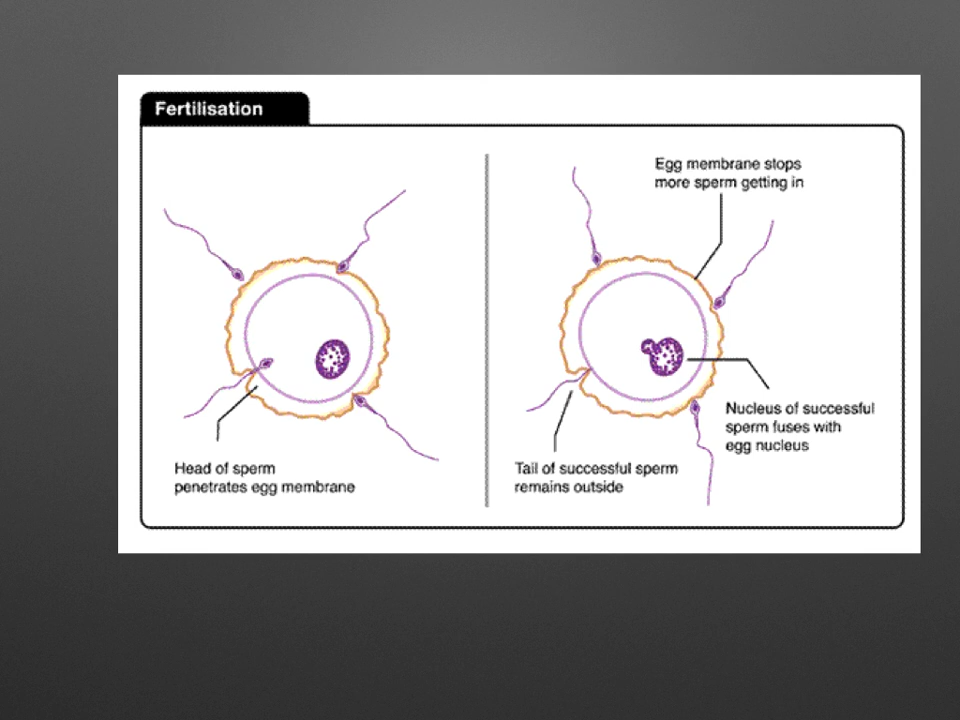 Fertilisation
Head of sperm
penetrates egg membrane
Egg membrane stops
more sperm getting in
Nucleus of successful
sperm fuses with
egg nucleus
Tail of successful sperm
remains outside